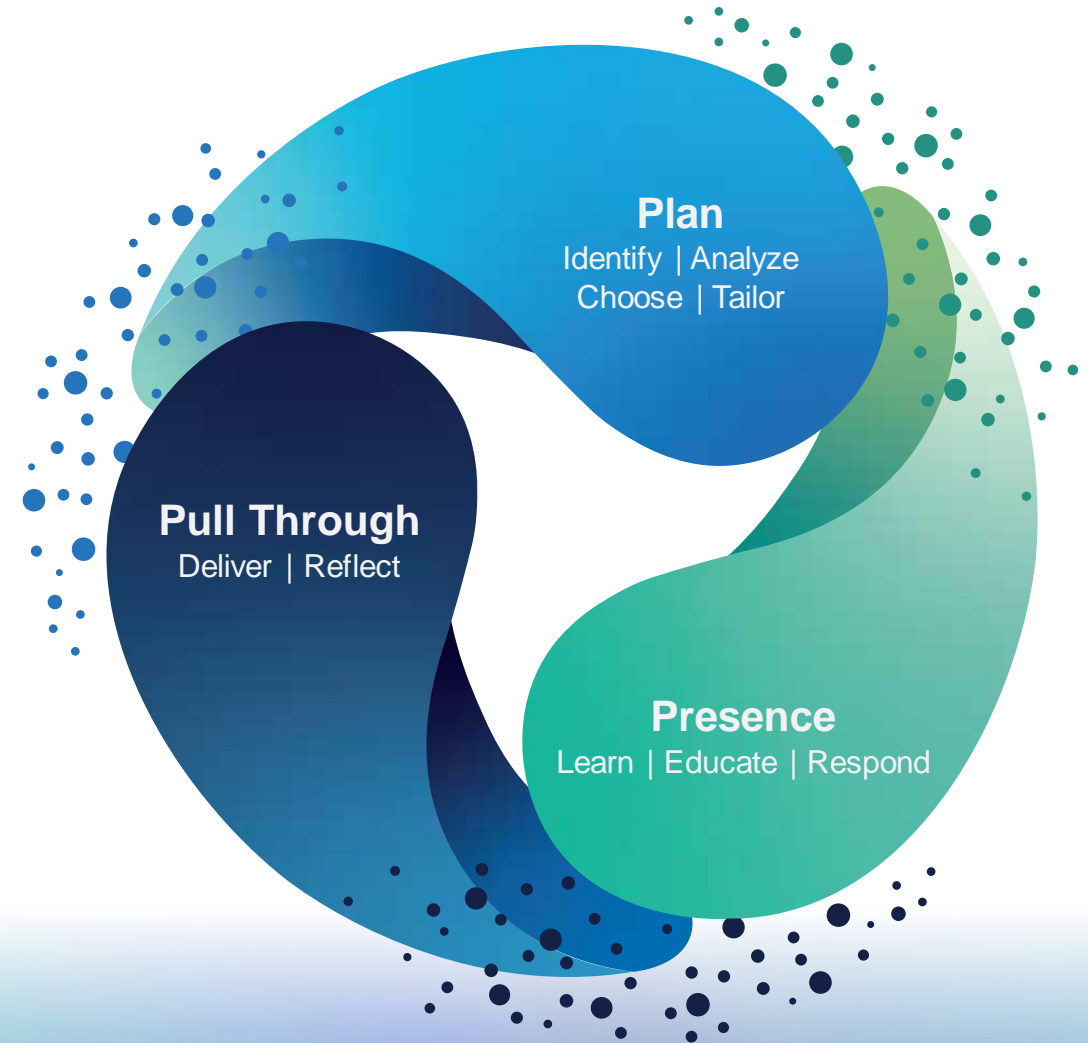 Plan
Identify | Analyze
Choose | Tailor
Pull Through
Deliver | Reflect
Presence
Learn | Educate | Respond